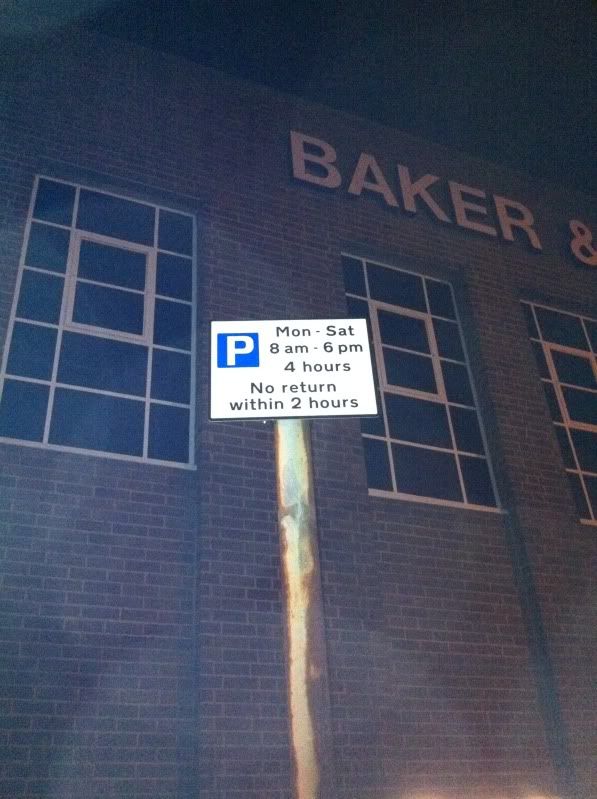 BAKER &
P
Mon - Sat
8 am - 6 pm
4 hours
No return
within 2 hours